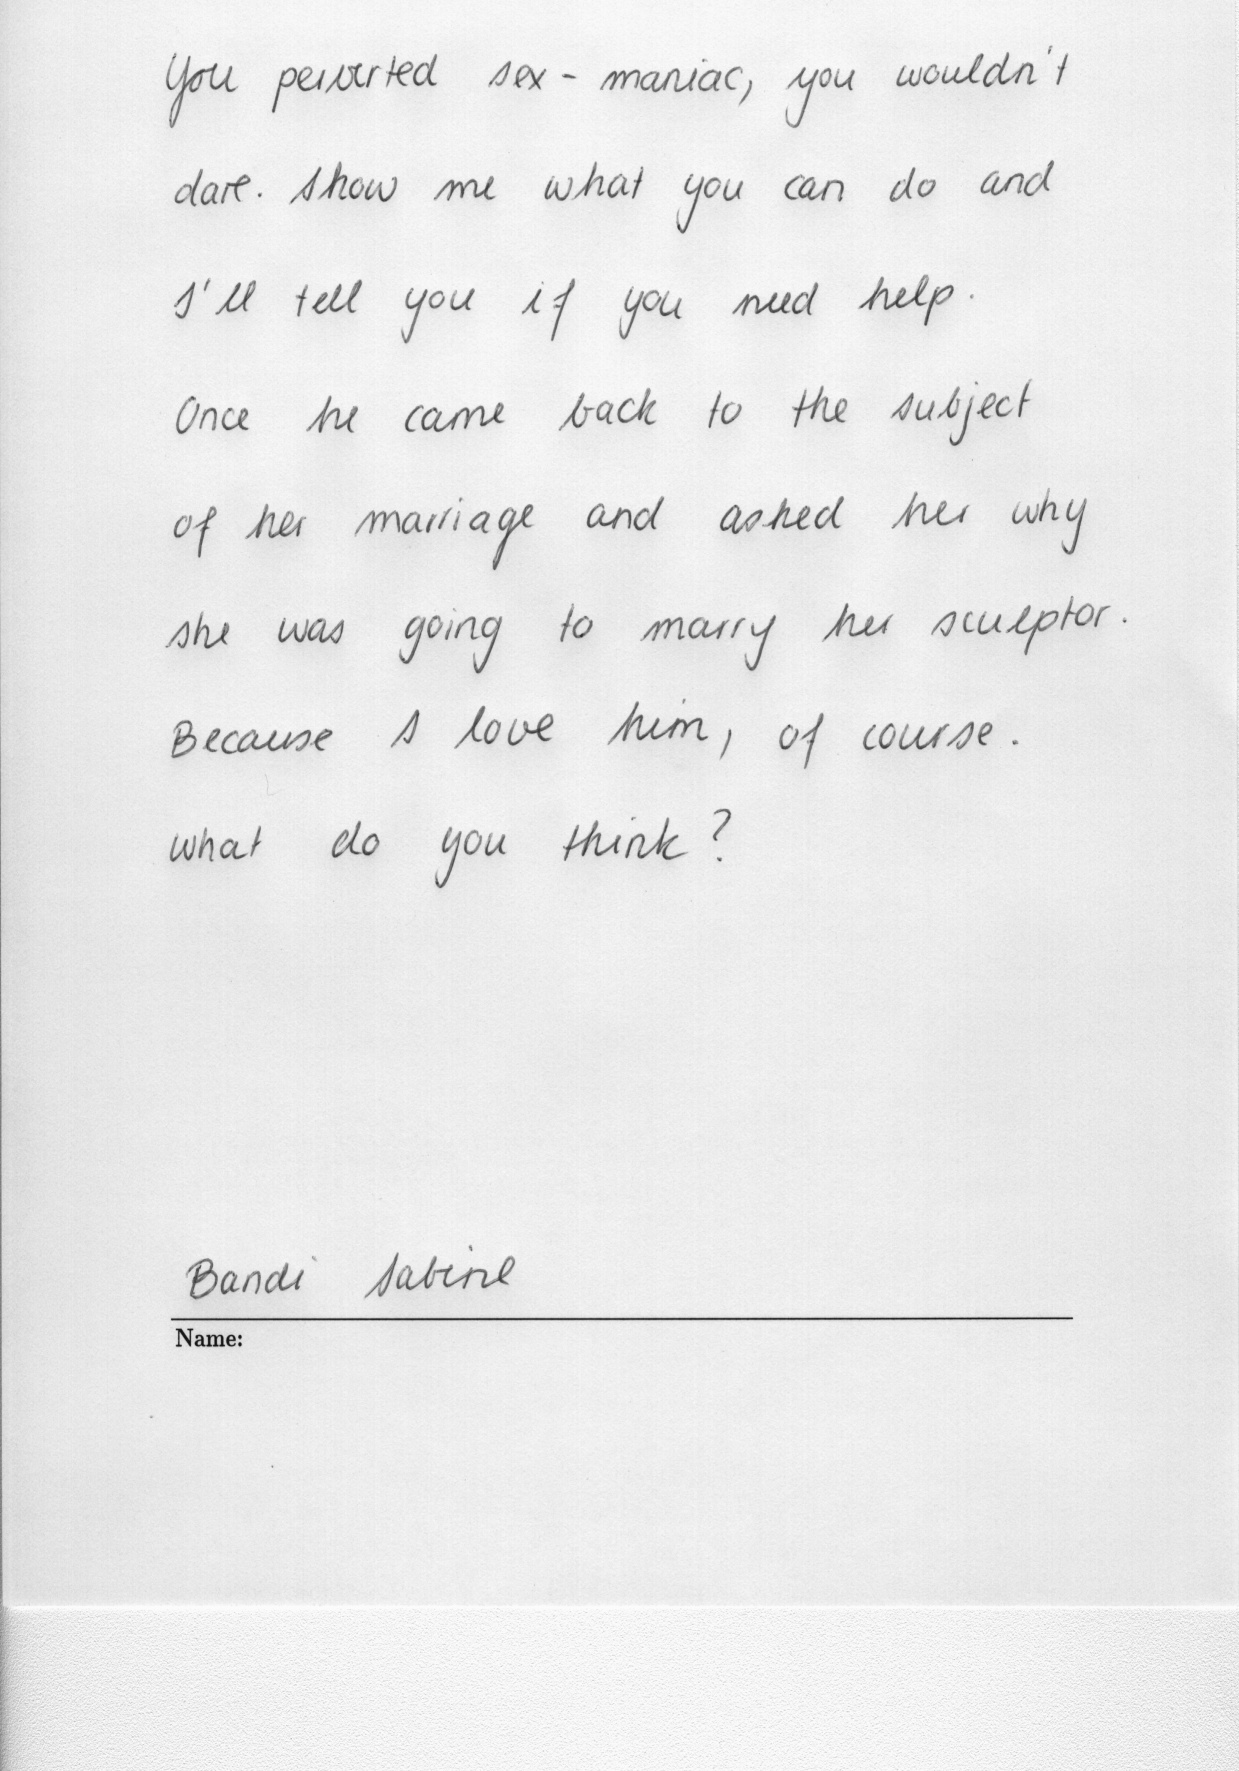 You perverted sex-maniac, you wouldn't
dare. Show me what you can do and
I'll tell you if you need help.
Once he came back to the subject
of her marriage and asked her why
she was going to marry her sculptor.
Because I love him, of course.
What do you think?
Bandi Sabine
Name: